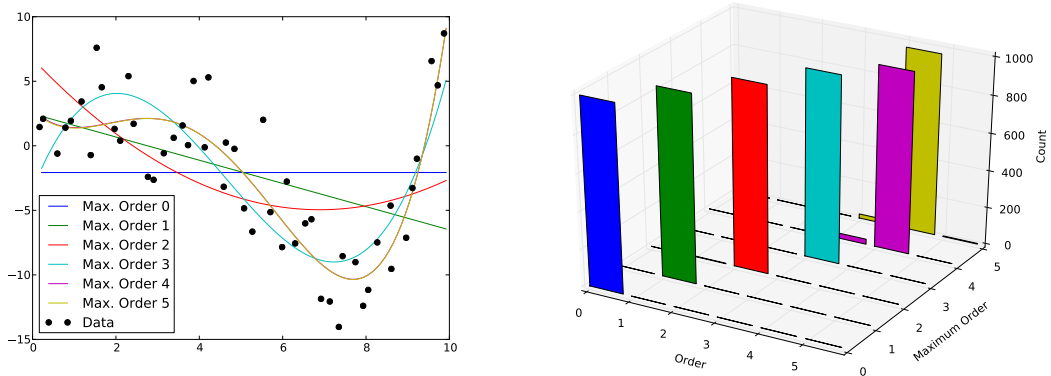 10
5
0
−5
−10
−15
0 2 4 6 8 10
Max. Order 0
Max. Order 1
Max. Order 2
Max. Order 3
Max. Order 4
Max. Order 5
Data
1000
800
600
400
200
0
Count
0 1 2 3 4 5
Order
0 1 2 3 4 5
Maximum Order